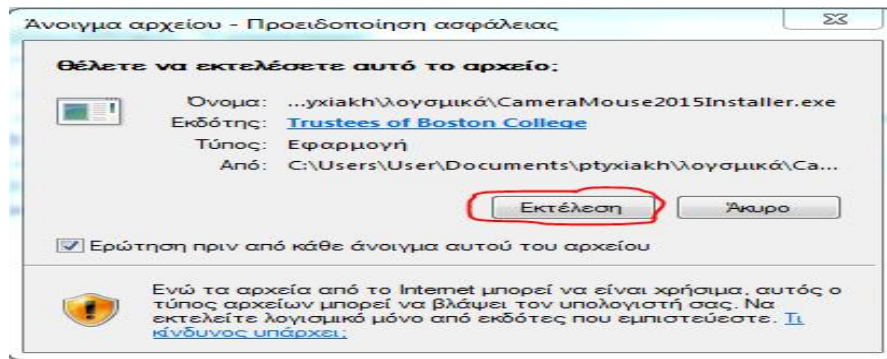 Άνοιγμα αρχείου - Προειδοποίηση ασφάλειας
Θέλετε να εκτελέσετε αυτό το αρχείο;
Όνομα: ...yxiakh\λογσμικά\CameraMouse2015Installer.exe
Εκδότης: Trustees of Boston College
Τύπος: Εφαρμογή
Από: C:\Users\User\Documents\ptyxiakh\λογσμικά\Ca...
Εκτέλεση Άκυρο
Ερώτηση πριν από κάθε άνοιγμα αυτού του αρχείου
Ενώ τα αρχεία από το Internet μπορεί να είναι χρήσιμα, αυτός ο
τύπος αρχείων μπορεί να βλάψει τον υπολογιστή σας. Να
εκτελείτε λογισμικό μόνο από εκδότες που εμπιστεύεστε. Τι
κίνδυνος υπάρχει;